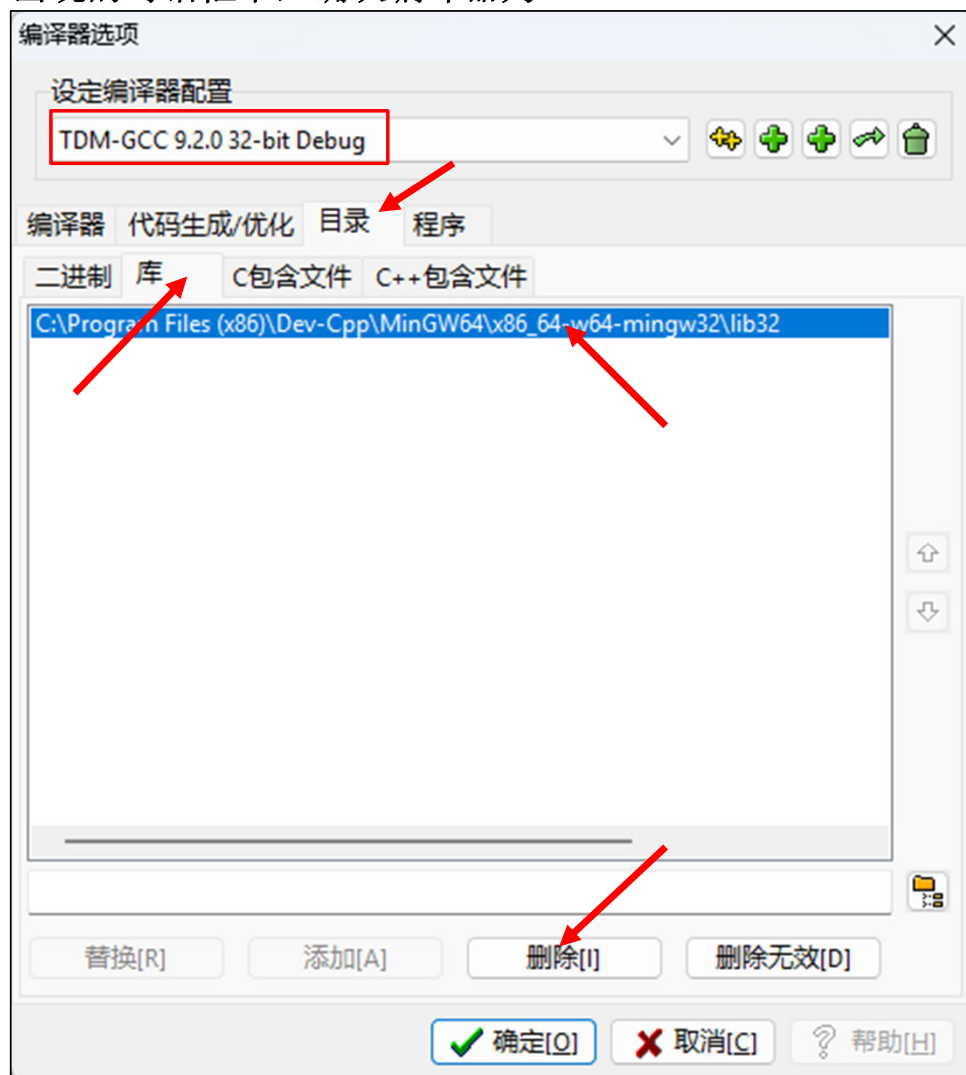 编译器选项
设定编译器配置
TDM-GCC 9.2.0 32-bit Debug
编译器 代码生成/优化 目录 程序
二进制 库 C包含文件 C++包含文件
C:\Program Files (x86)\Dev-Cpp\MinGW64\x86_64-w64-mingw32\lib32
替换[R] 添加[A] 删除[I] 删除无效[D]
确定[O] 取消[C] 帮助[H]